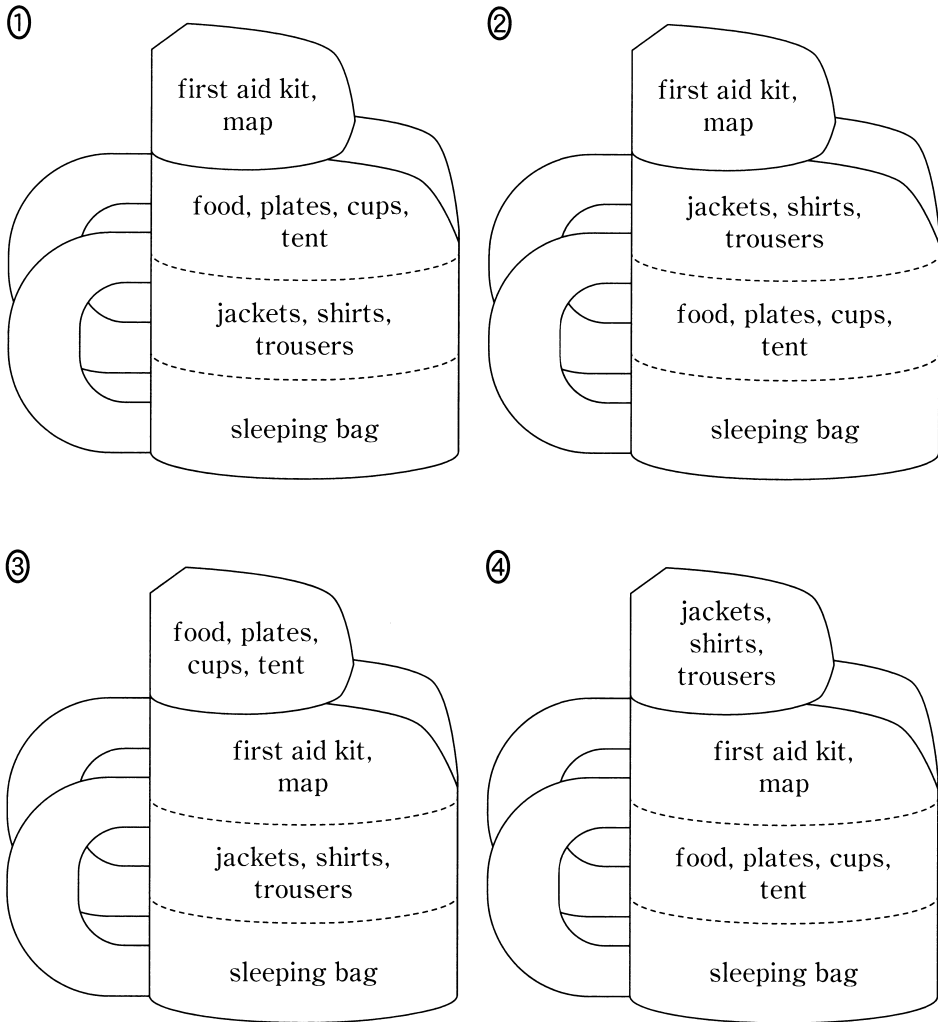 ①
first aid kit,
map
food, plates, cups,
tent
jackets, shirts,
trousers
sleeping bag
②
first aid kit,
map
jackets, shirts,
trousers
food, plates, cups,
tent
sleeping bag
③
food, plates,
cups, tent
first aid kit,
map
jackets, shirts,
trousers
sleeping bag
④
jackets,
shirts,
trousers
first aid kit,
map
food, plates, cups,
tent
sleeping bag